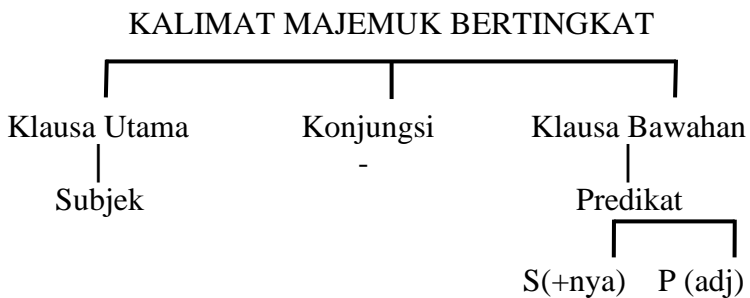 KALIMAT MAJEMUK BERTINGKAT
Klausa Utama Konjungsi Klausa Bawahan
-
Subjek Predikat
S(+nya) P (adj)